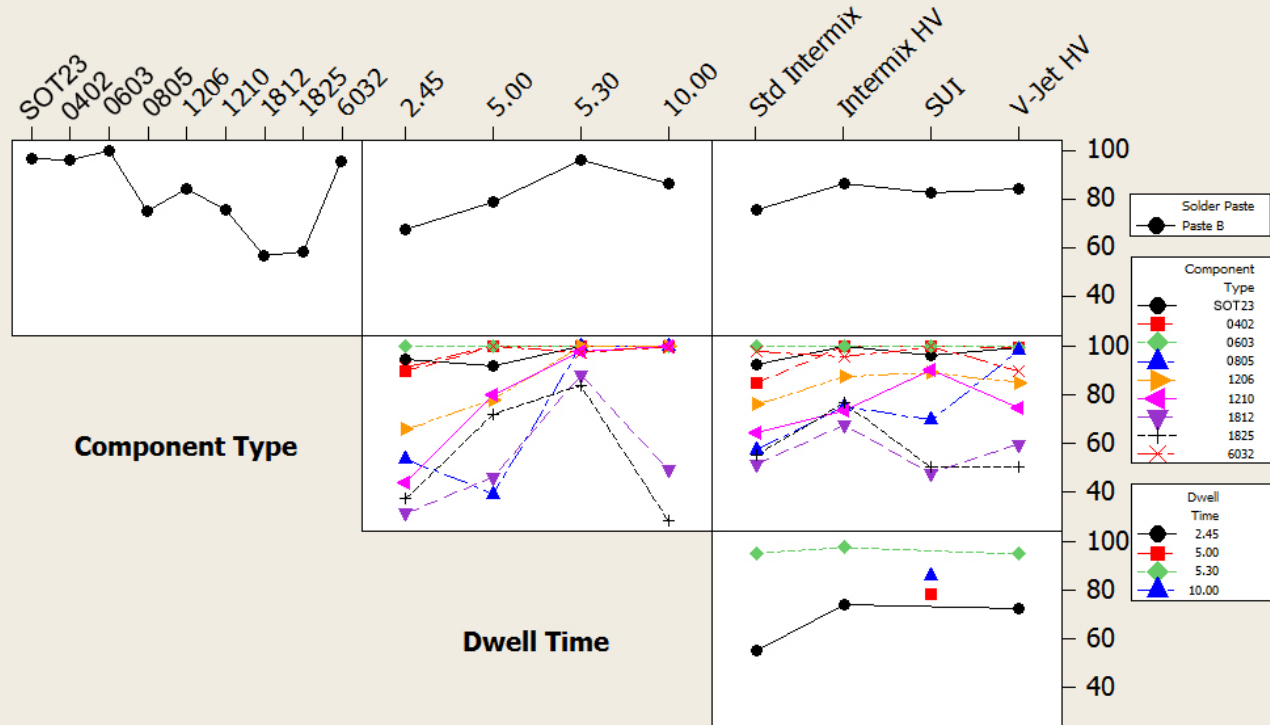 SOT23 0402 0603 0805 1206 1210 1812 1825 6032 2.45 5.00 5.30 10.00 Std Intermix Intermix HV SUI V-Jet HV
100
80
60
40
Solder Paste
Paste B
Component
Type
SOT23
0402
0603
0805
1206
1210
1812
1825
6032
100
80
60
40
Component Type
Dwell
Time
2.45
5.00
5.30
10.00
100
80
60
40
Dwell Time